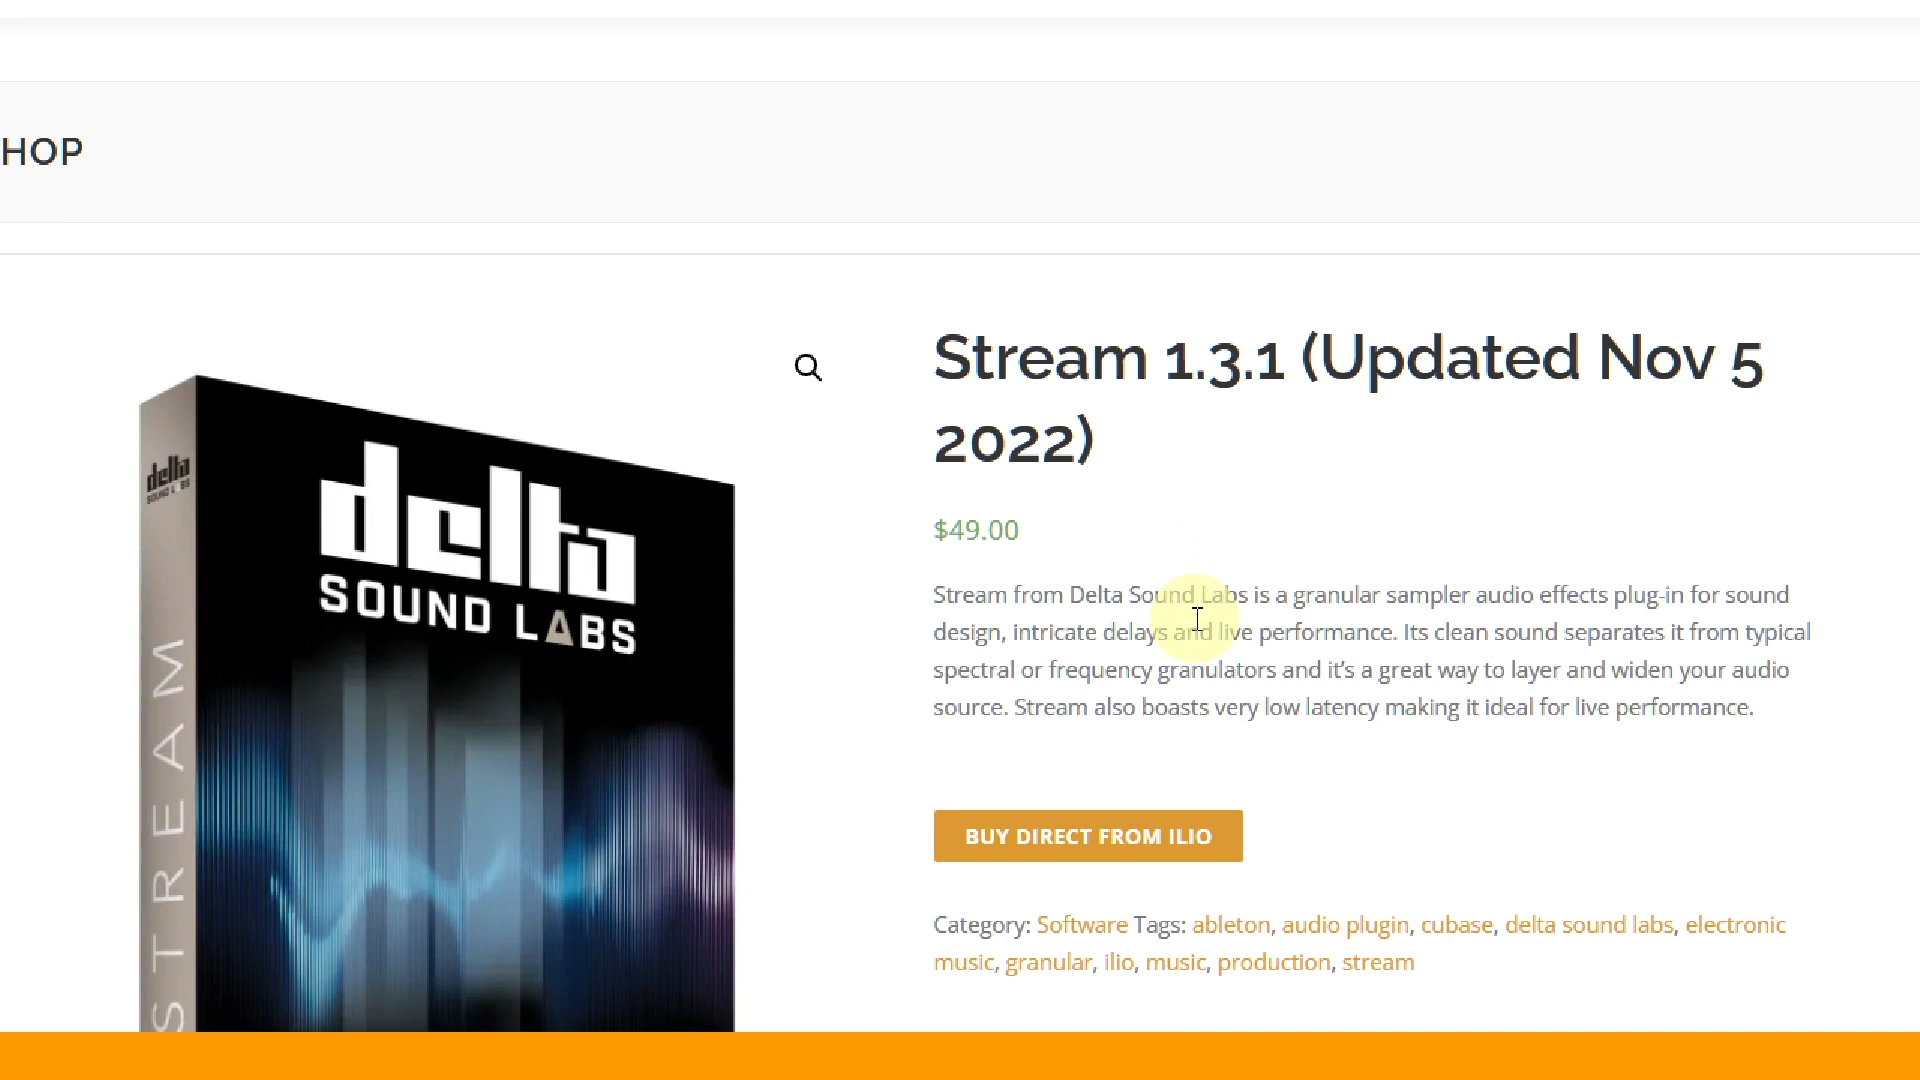 HOP
Stream 1.3.1 (Updated Nov 5
2022)
$49.00
Stream from Delta Sound Labs is a granular sampler audio effects plug-in for sound
design, intricate delays and live performance. Its clean sound separates it from typical
spectral or frequency granulators and it’s a great way to layer and widen your audio
source. Stream also boasts very low latency making it ideal for live performance.
BUY DIRECT FROM ILIO
Category: Software Tags: ableton, audio plugin, cubase, delta sound labs, electronic
music, granular, ilio, music, production, stream
delta
SOUND LABS
delta
SOUND LABS
STREAM